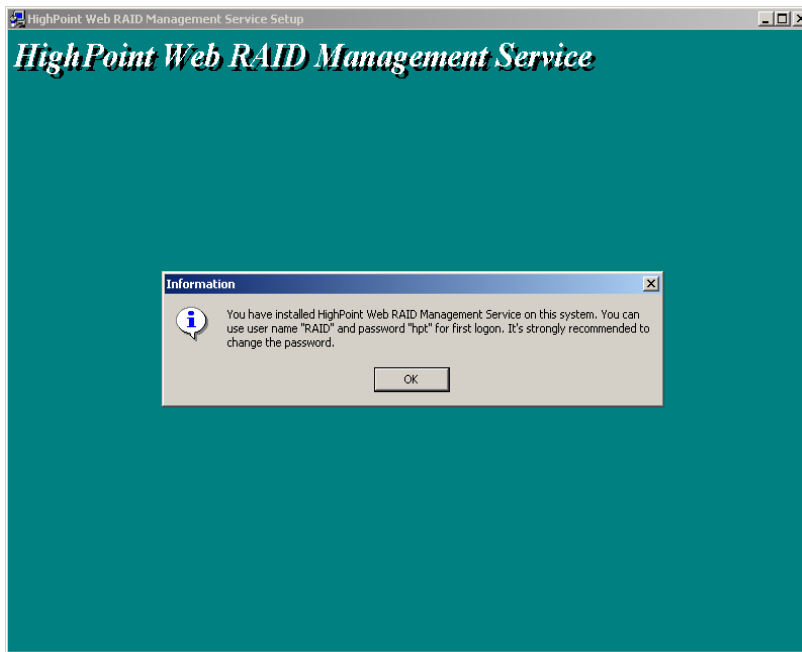 HighPoint Web RAID Management Service Setup
HighPoint Web RAID Management Service
Information
You have installed HighPoint Web RAID Management Service on this system. You can
use user name "RAID" and password "hpt" for first logon. It's strongly recommended to
change the password.
OK